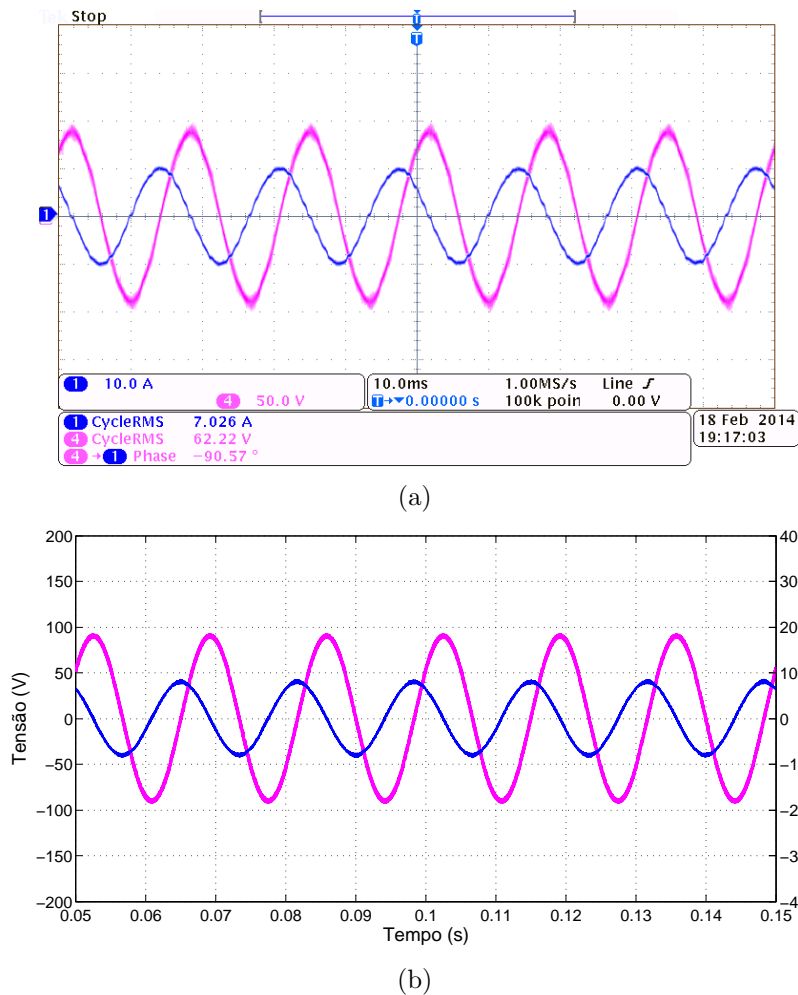 Stop
T
T
1
1 10.0 A
4 50.0 V
10.0ms 1.00MS/s Line
T→▼0.00000 s 100k poin 0.00 V
1 CycleRMS 7.026 A
4 CycleRMS 62.22 V
4 → 1 Phase −90.57 °
18 Feb 2014
19:17:03
(a)
200 40
150 3
100 20
50 10
0 0
−50 −1
−100 −2
−150 −3
−200 −4
Tensão (V)
0.05 0.06 0.07 0.08 0.09 0.1 0.11 0.12 0.13 0.14 0.15
Tempo (s)
(b)